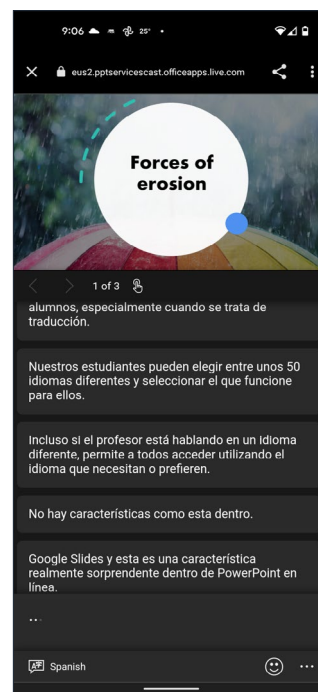 9:06
25°
eus2.pptservicescast.officeapps.live.com
Forces of
erosion
1 of 3
alumnos, especialmente cuando se trata de
traducción.
Nuestros estudiantes pueden elegir entre unos 50
idiomas diferentes y seleccionar el que funcione
para ellos.
Incluso si el profesor está hablando en un idioma
diferente, permite a todos acceder utilizando el
idioma que necesitan o prefieren.
No hay características como esta dentro.
Google Slides y esta es una característica
realmente sorprendente dentro de PowerPoint en
línea.
...
Spanish